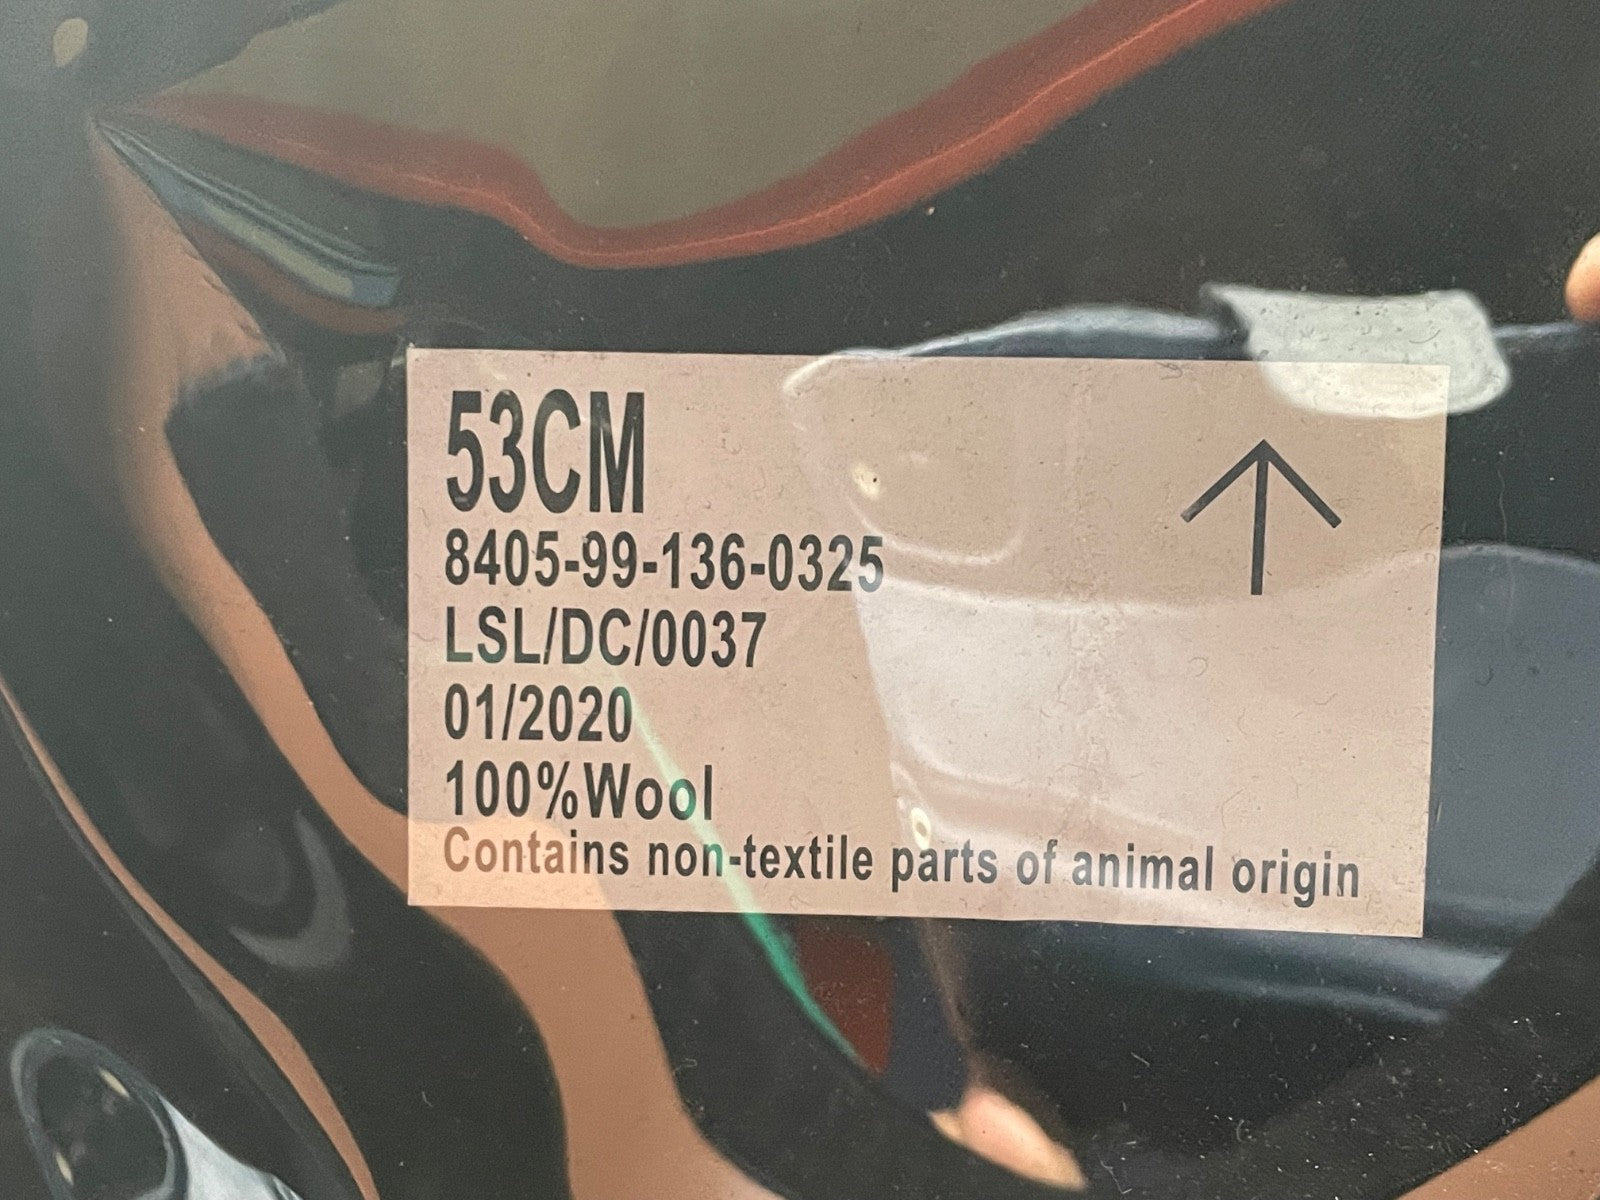 53CM
8405-99-136-0325
LSL/DC/0037
01/2020
100%Wool
Contains non-textile parts of animal origin